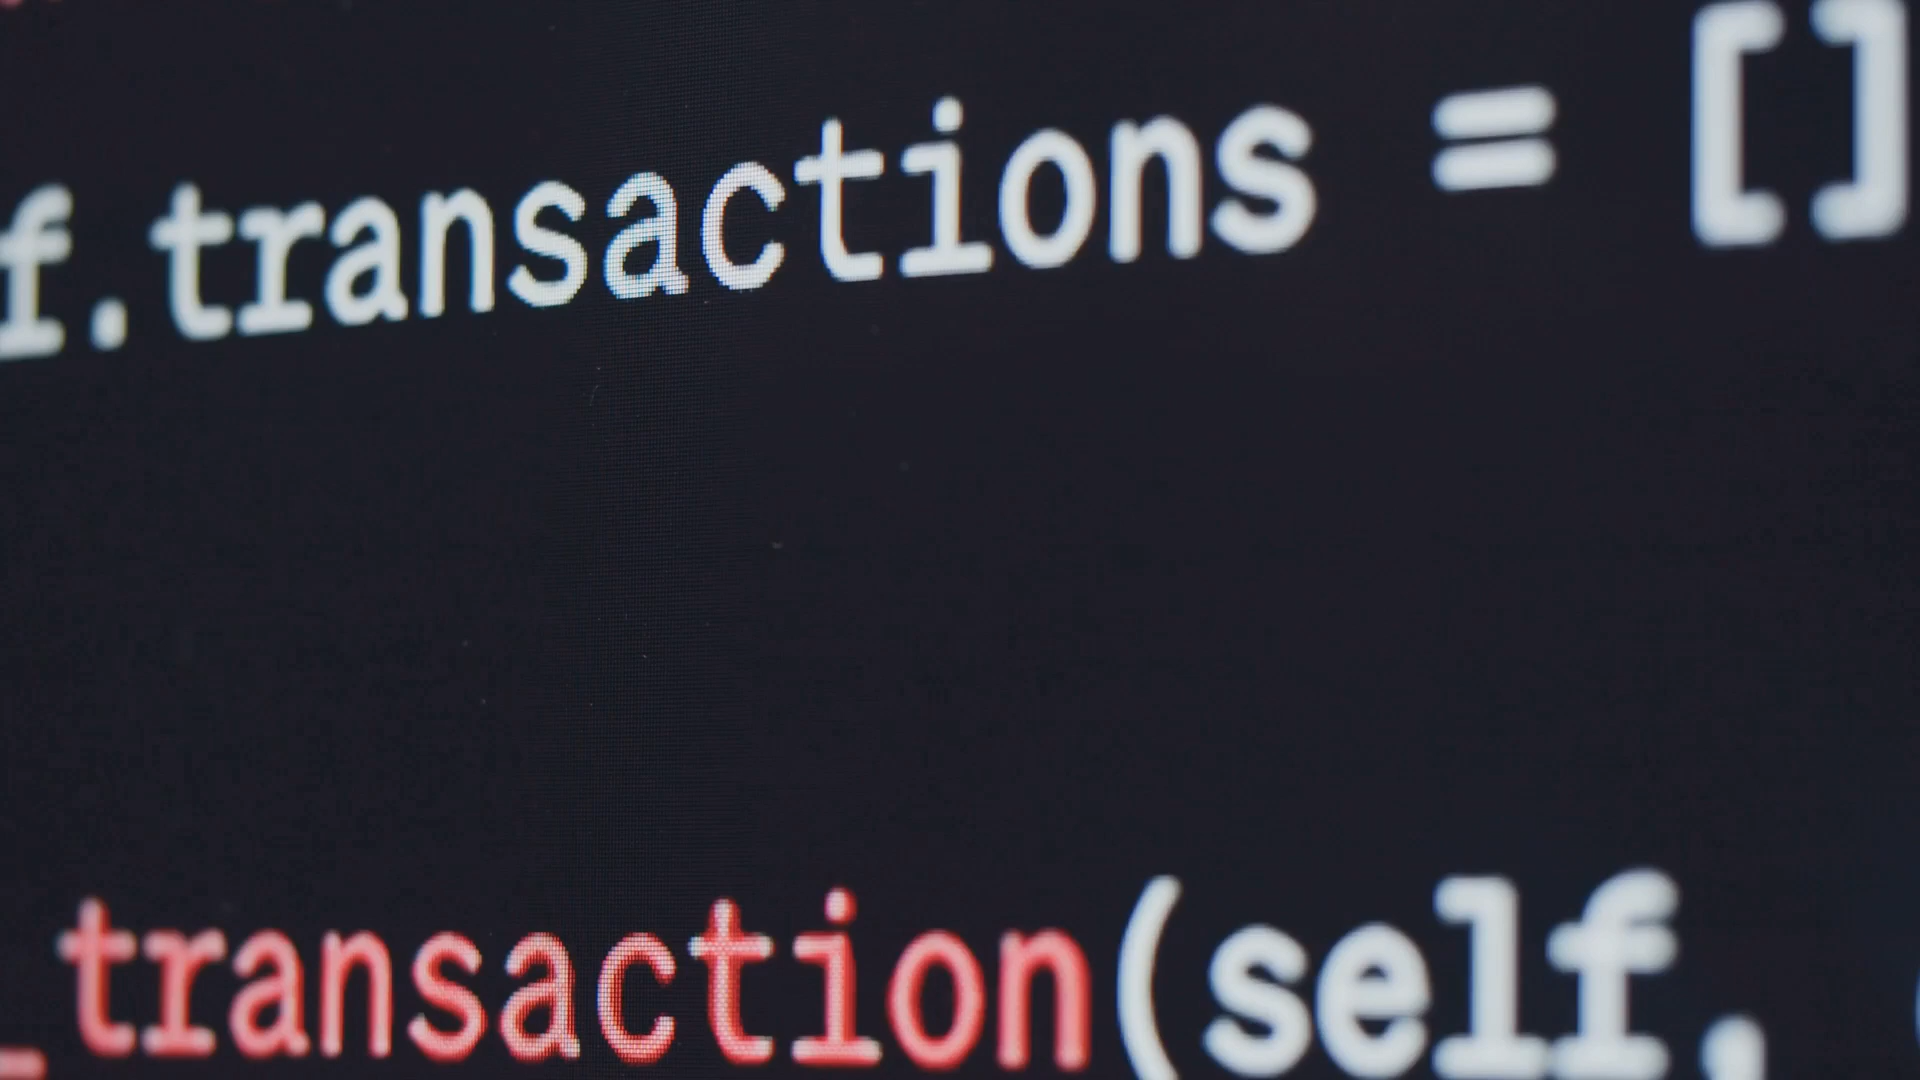 f.transactions = []
_transaction(self,